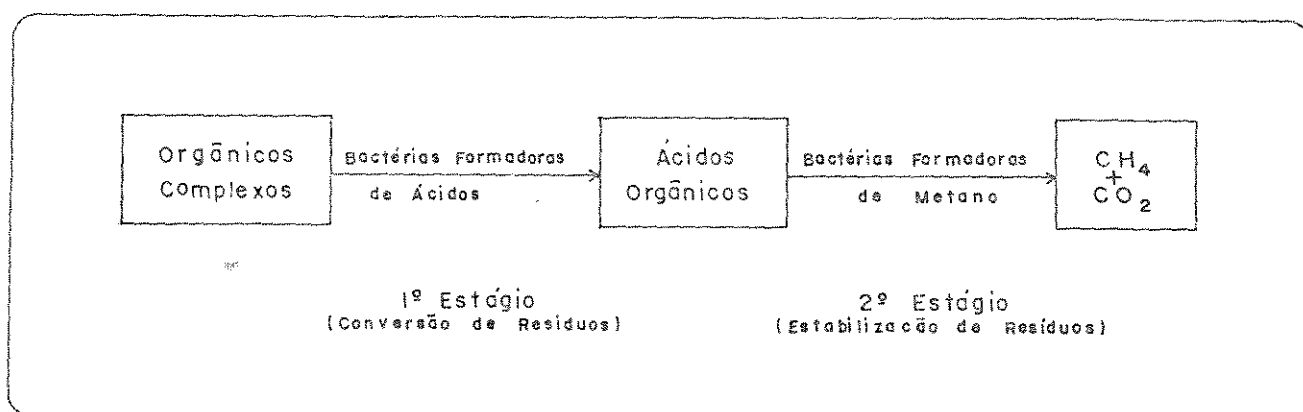 Orgânicos
Complexos
Bactérias Formadoras
de Ácidos
Ácidos
Orgânicos
Bactérias Formadoras
de Metano
CH₄
+
CO₂
1º Estágio
(Conversão de Resíduos)
2º Estágio
(Estabilização de Resíduos)